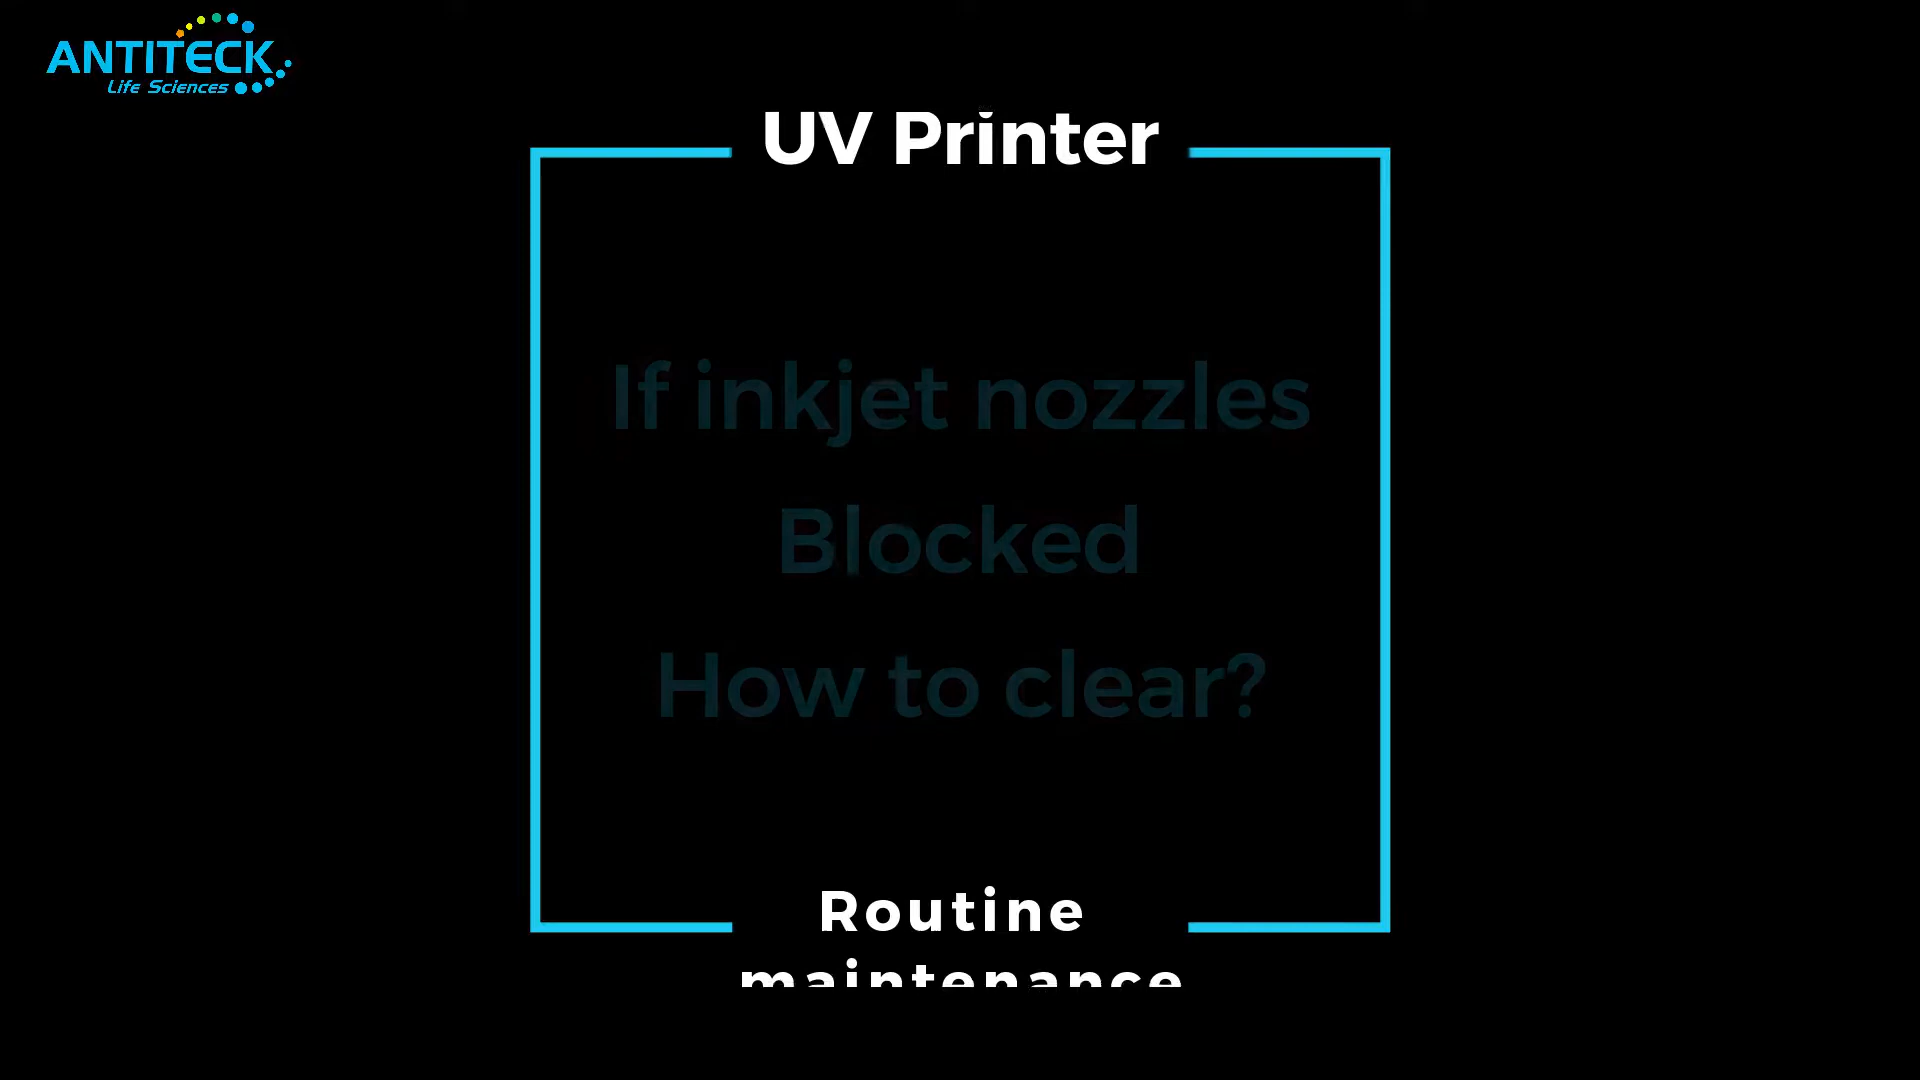 ANTITECK
Life Sciences
UV Printer
If inkjet nozzles
Blocked
How to clear?
Routine
maintenance